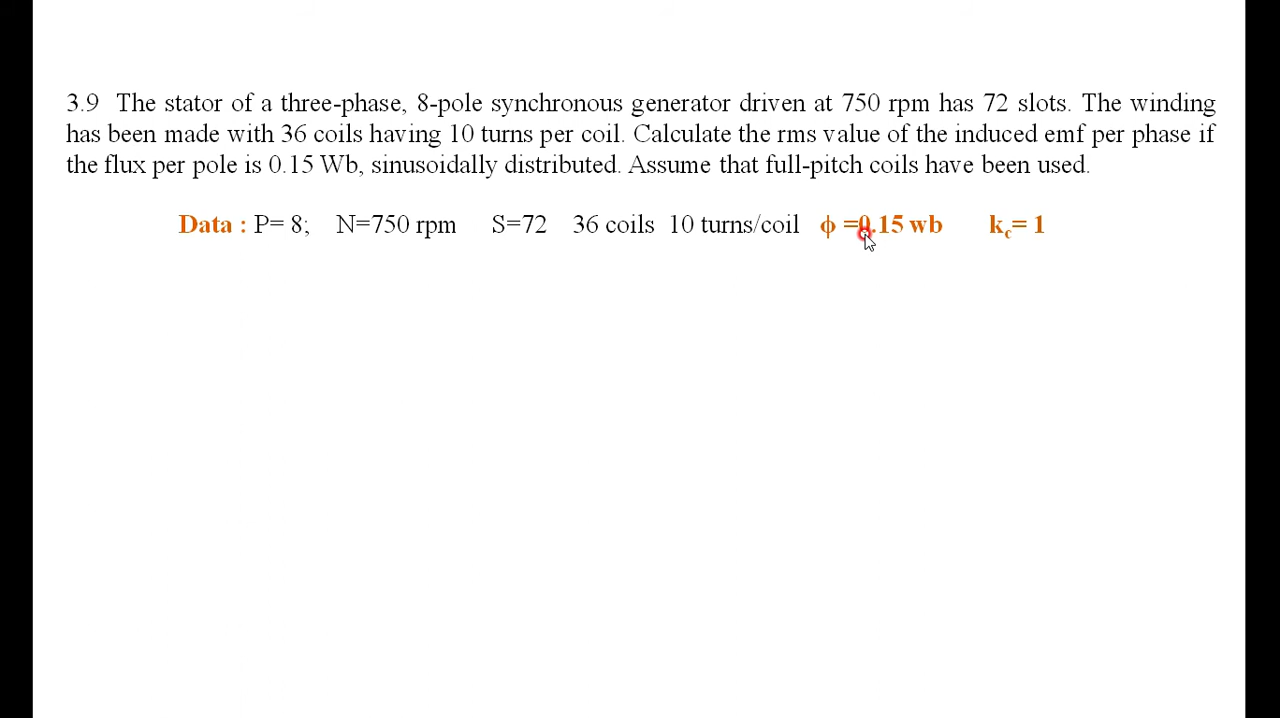 3.9 The stator of a three-phase, 8-pole synchronous generator driven at 750 rpm has 72 slots. The winding
has been made with 36 coils having 10 turns per coil. Calculate the rms value of the induced emf per phase if
the flux per pole is 0.15 Wb, sinusoidally distributed. Assume that full-pitch coils have been used.
Data : P= 8; N=750 rpm S=72 36 coils 10 turns/coil ϕ =0.15 wb kc= 1